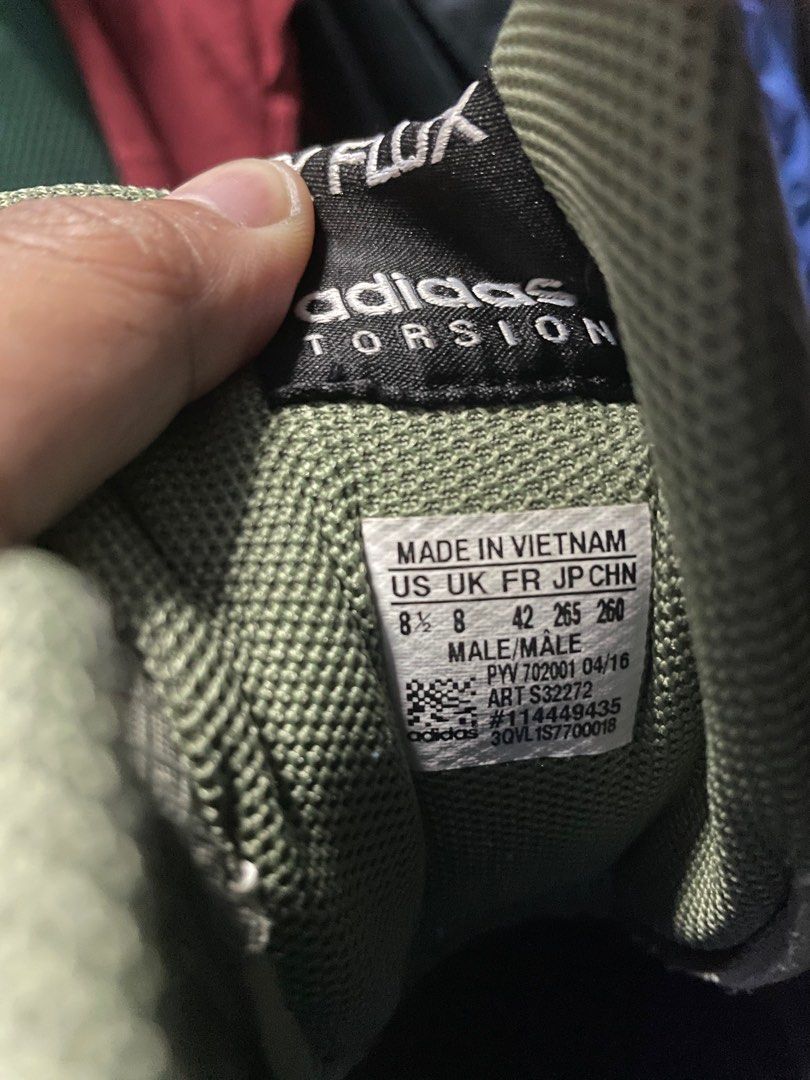 FLUX
adidas
TORSION
MADE IN VIETNAM
US UK FR JP CHN
8½ 8 42 265 260
MALE/MÂLE
PYV 702001 04/16
ART S32272
#114449435
adidas 3QVL1S7700018